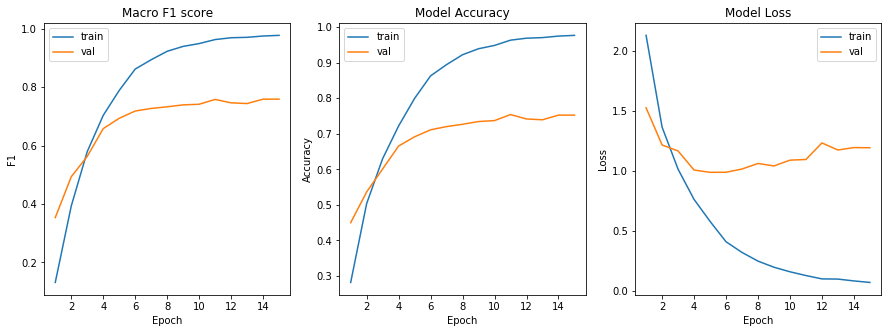 Macro F1 score
train
val
1.0
0.8
0.6
0.4
0.2
F1
2 4 6 8 10 12 14
Epoch
Model Accuracy
train
val
1.0
0.9
0.8
0.7
0.6
0.5
0.4
0.3
Accuracy
2 4 6 8 10 12 14
Epoch
Model Loss
train
val
2.0
1.5
1.0
0.5
0.0
Loss
2 4 6 8 10 12 14
Epoch